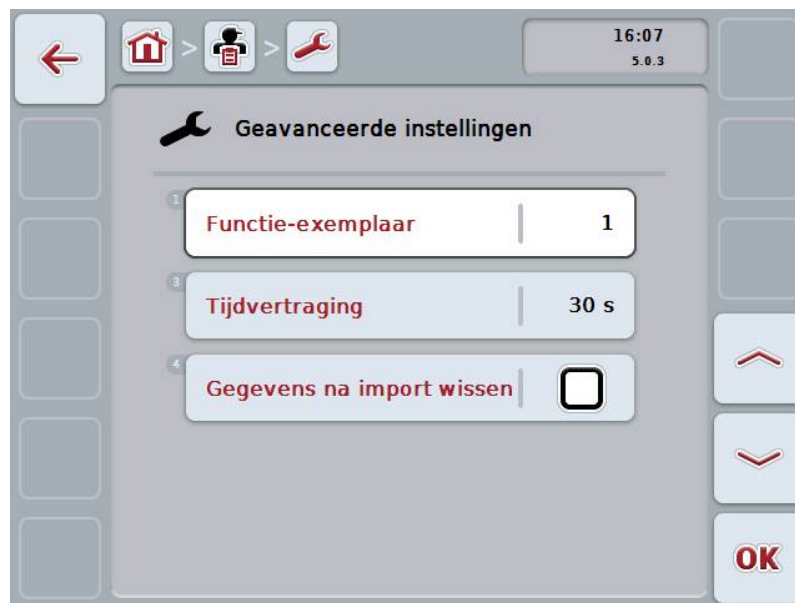 > >
16:07
5.0.3
Geavanceerde instellingen
1
Functie-exemplaar 1
3
Tijdvertraging 30 s
4
Gegevens na import wissen
OK